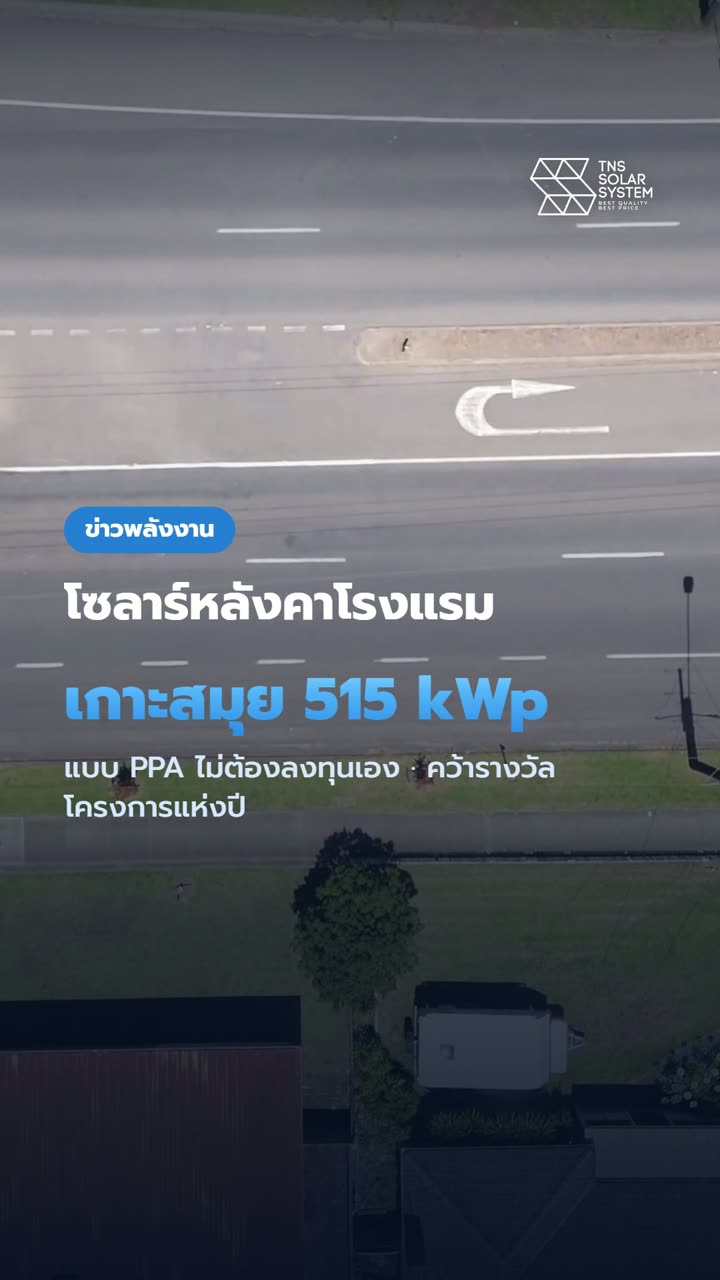 TNS
SOLAR
SYSTEM
BEST QUALITY
BEST PRICE
ข่าวพลังงาน
โซลาร์หลังคาโรงแรม
เกาะสมุย 515 kWp
แบบ PPA ไม่ต้องลงทุนเอง · คว้ารางวัล
โครงการแห่งปี